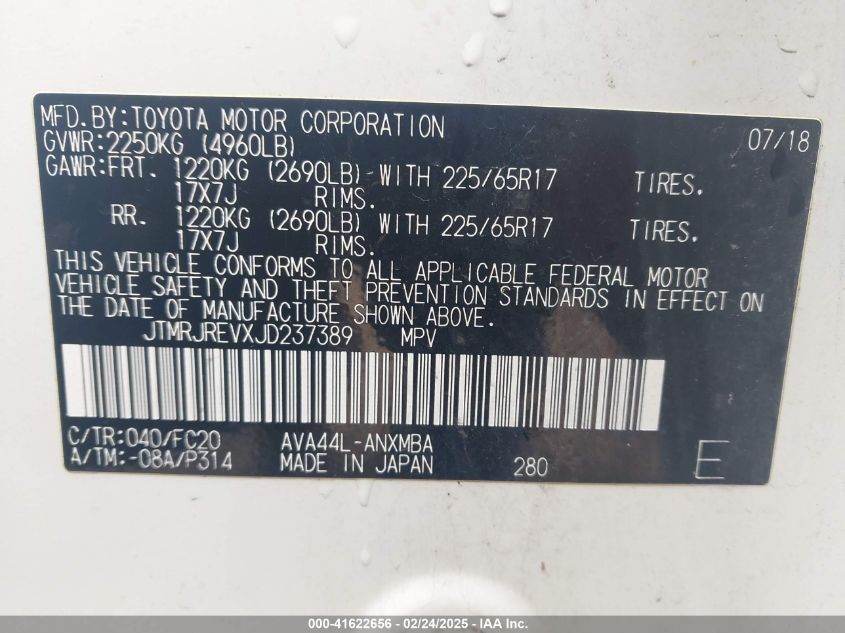 MFD.BY:TOYOTA MOTOR CORPORATION 07/18
GVWR:2250KG (4960LB)
GAWR:FRT. 1220KG (2690LB) WITH 225/65R17 TIRES.
17X7J RIMS.
RR. 1220KG (2690LB) WITH 225/65R17 TIRES.
17X7J RIMS.
THIS VEHICLE CONFORMS TO ALL APPLICABLE FEDERAL MOTOR
VEHICLE SAFETY AND THEFT PREVENTION STANDARDS IN EFFECT ON
THE DATE OF MANUFACTURE SHOWN ABOVE.
JTMRJREVXJD237389 MPV
C/TR:040/FC20 AVA44L-ANXMBA
A/TM:-08A/P314 MADE IN JAPAN 280 E
000-41622656 - 02/24/2025 - IAA Inc.